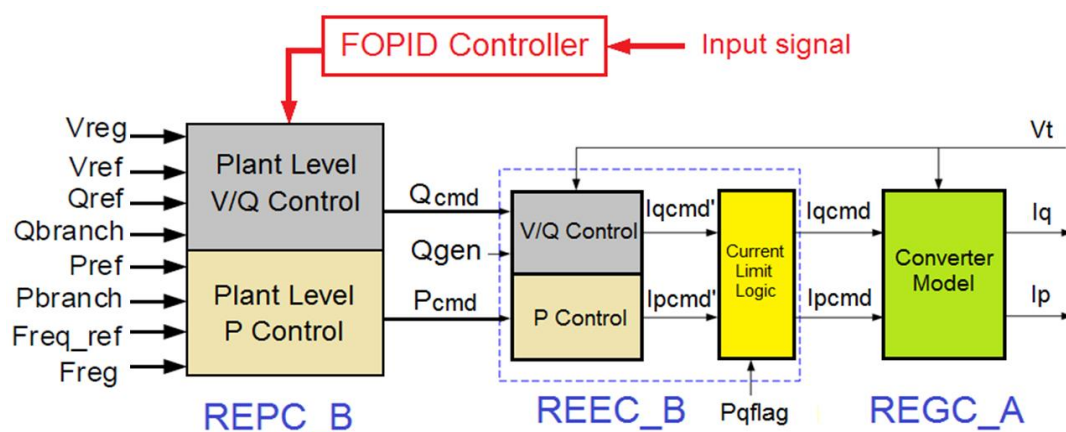 FOPID Controller
Input signal
Vreg
Vref
Qref
Qbranch
Pref
Pbranch
Freq_ref
Freg
Plant Level
V/Q Control
Plant Level
P Control
REPC_B
Qcmd
Qgen
Pcmd
V/Q Control
P Control
Iqcmd'
Ipcmd'
Current
Limit
Logic
Pqflag
REEC_B
Iqcmd
Ipcmd
Vt
Converter
Model
Iq
Ip
REGC_A